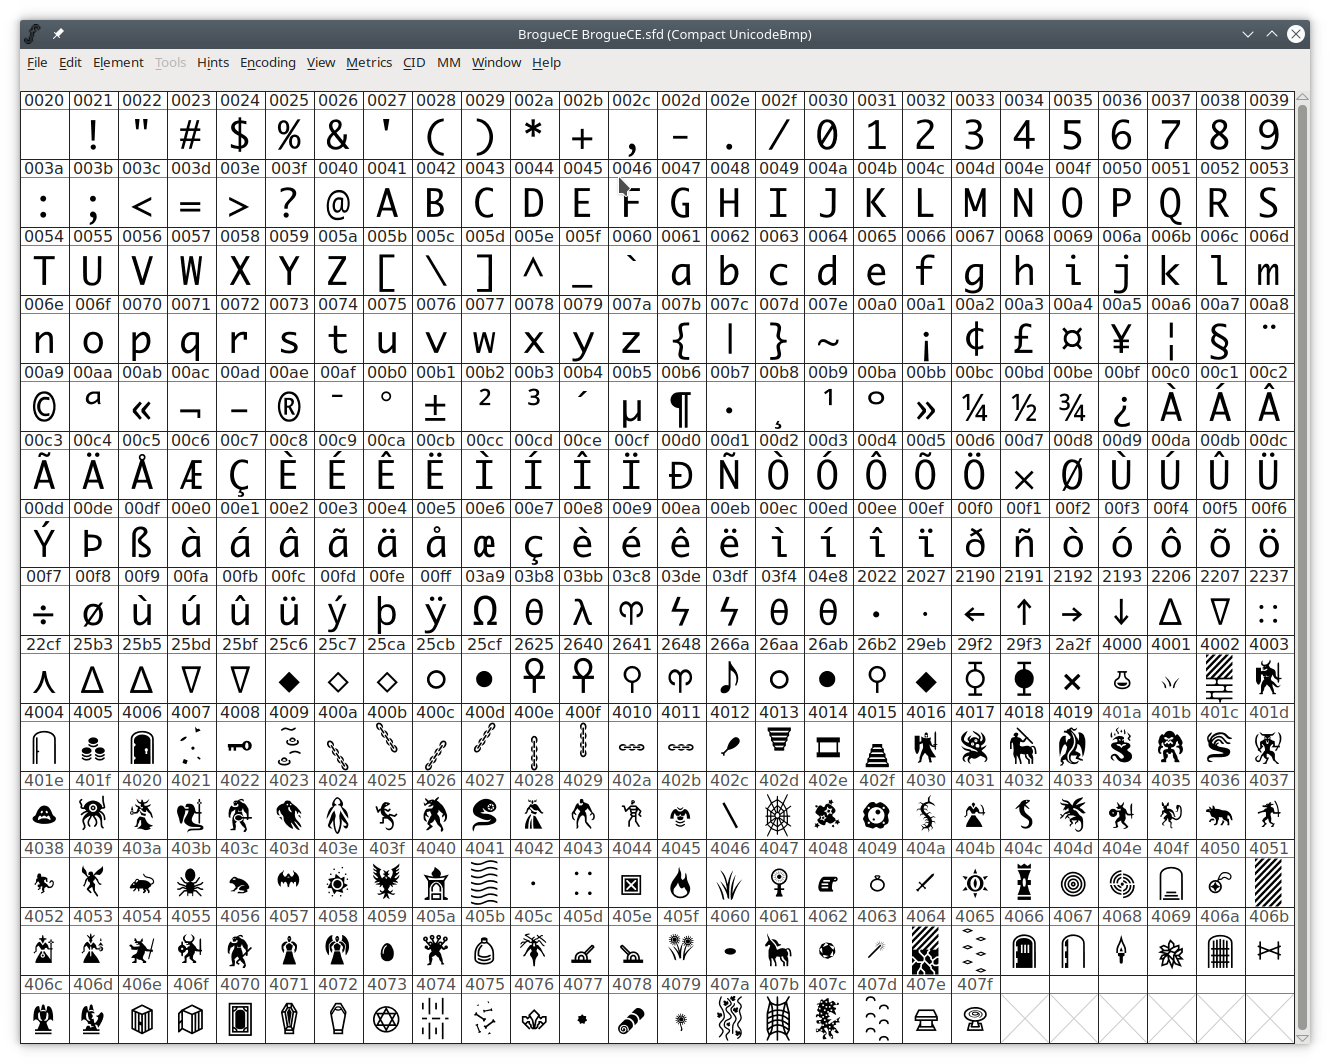 BrogueCE BrogueCE.sfd (Compact UnicodeBmp)
File Edit Element Tools Hints Encoding View Metrics CID MM Window Help
0020 0021 0022 0023 0024 0025 0026 0027 0028 0029 002a 002b 002c 002d 002e 002f 0030 0031 0032 0033 0034 0035 0036 0037 0038 0039
! " # $ % & ' ( ) * + , - . / 0 1 2 3 4 5 6 7 8 9
003a 003b 003c 003d 003e 003f 0040 0041 0042 0043 0044 0045 0046 0047 0048 0049 004a 004b 004c 004d 004e 004f 0050 0051 0052 0053
: ; < = > ? @ A B C D E F G H I J K L M N O P Q R S
0054 0055 0056 0057 0058 0059 005a 005b 005c 005d 005e 005f 0060 0061 0062 0063 0064 0065 0066 0067 0068 0069 006a 006b 006c 006d
T U V W X Y Z [ \ ] ^ _ ` a b c d e f g h i j k l m
006e 006f 0070 0071 0072 0073 0074 0075 0076 0077 0078 0079 007a 007b 007c 007d 007e 00a0 00a1 00a2 00a3 00a4 00a5 00a6 00a7 00a8
n o p q r s t u v w x y z { | } ~ ¡ ¢ £ ¤ ¥ ¦ § ¨
00a9 00aa 00ab 00ac 00ad 00ae 00af 00b0 00b1 00b2 00b3 00b4 00b5 00b6 00b7 00b8 00b9 00ba 00bb 00bc 00bd 00be 00bf 00c0 00c1 00c2
© ª « ¬ - ® ¯ ° ± ² ³ ´ µ ¶ · ¸ ¹ º » ¼ ½ ¾ ¿ À Á Â
00c3 00c4 00c5 00c6 00c7 00c8 00c9 00ca 00cb 00cc 00cd 00ce 00cf 00d0 00d1 00d2 00d3 00d4 00d5 00d6 00d7 00d8 00d9 00da 00db 00dc
Ã Ä Å Æ Ç È É Ê Ë Ì Í Î Ï Ð Ñ Ò Ó Ô Õ Ö × Ø Ù Ú Û Ü
00dd 00de 00df 00e0 00e1 00e2 00e3 00e4 00e5 00e6 00e7 00e8 00e9 00ea 00eb 00ec 00ed 00ee 00ef 00f0 00f1 00f2 00f3 00f4 00f5 00f6
Ý Þ ß à á â ã ä å æ ç è é ê ë ì í î ï ð ñ ò ó ô õ ö
00f7 00f8 00f9 00fa 00fb 00fc 00fd 00fe 00ff 03a9 03b8 03bb 03c8 03de 03df 03f4 04e8 2022 2027 2190 2191 2192 2193 2206 2207 2237
÷ ø ù ú û ü ý þ ÿ Ω θ λ ♈ ϟ ϟ θ θ • ‧ ← ↑ → ↓ ∆ ∇ ∷
22cf 25b3 25b5 25bd 25bf 25c6 25c7 25ca 25cb 25cf 2625 2640 2641 2648 266a 26aa 26ab 26b2 29eb 29f2 29f3 2a2f 4000 4001 4002 4003
⋏ △ △ ▽ ▽ ◆ ◇ ◇ ○ ● ☥ ☥ ⚲ ♈ ♪ ○ ● ⚲ ◆ ⧲ ⧳ ⨯
4004 4005 4006 4007 4008 4009 400a 400b 400c 400d 400e 400f 4010 4011 4012 4013 4014 4015 4016 4017 4018 4019 401a 401b 401c 401d
401e 401f 4020 4021 4022 4023 4024 4025 4026 4027 4028 4029 402a 402b 402c 402d 402e 402f 4030 4031 4032 4033 4034 4035 4036 4037
4038 4039 403a 403b 403c 403d 403e 403f 4040 4041 4042 4043 4044 4045 4046 4047 4048 4049 404a 404b 404c 404d 404e 404f 4050 4051
4052 4053 4054 4055 4056 4057 4058 4059 405a 405b 405c 405d 405e 405f 4060 4061 4062 4063 4064 4065 4066 4067 4068 4069 406a 406b
406c 406d 406e 406f 4070 4071 4072 4073 4074 4075 4076 4077 4078 4079 407a 407b 407c 407d 407e 407f